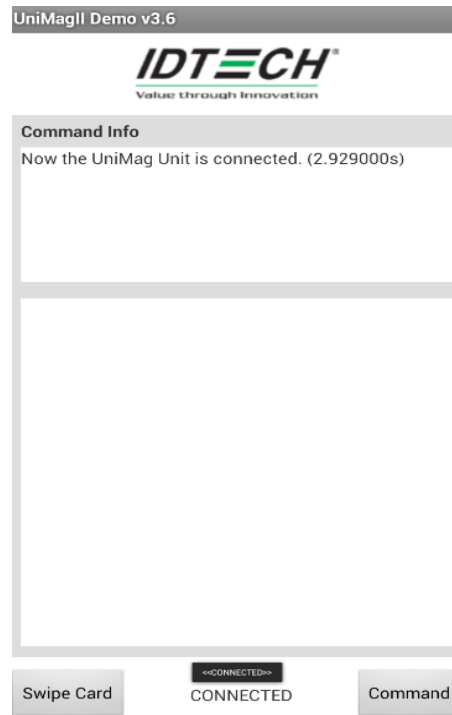 UniMagII Demo v3.6
IDTECH®
Value through Innovation
Command Info
Now the UniMag Unit is connected. (2.929000s)
<<CONNECTED>>
Swipe Card
CONNECTED
Command